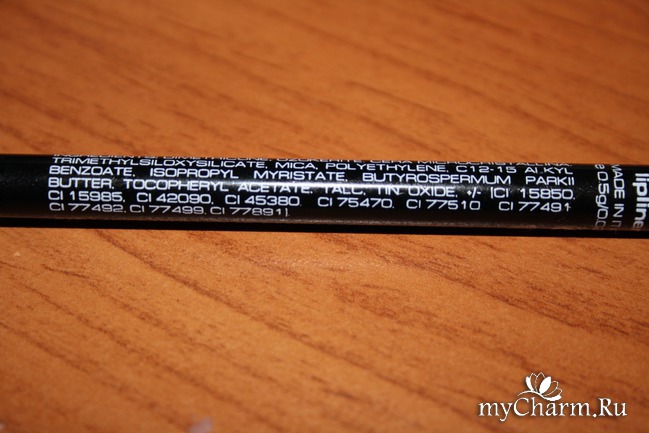 TRIMETHYLSILOXYSILICATE, MICA, POLYETHYLENE, C12-15 ALKYL
BENZOATE, ISOPROPYL MYRISTATE, BUTYROSPERMUM PARKII
BUTTER, TOCOPHERYL ACETATE, TALC, TIN OXIDE +/- [CI 15850,
CI 15985, CI 42090, CI 45380, CI 75470, CI 77510 CI 77491
CI 77492, CI 77499, CI 77891]
lipline
MADE IN
myCharm.Ru